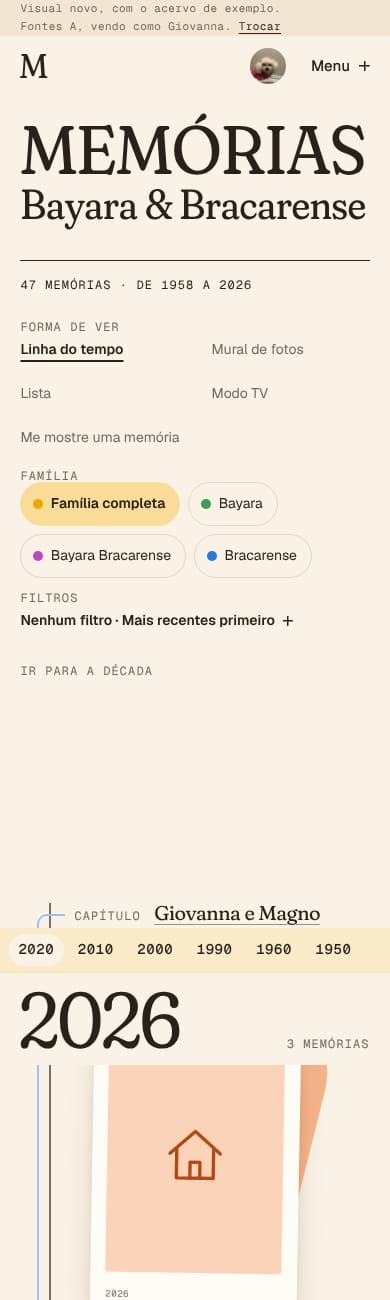 Visual novo, com o acervo de exemplo.
Fontes A, vendo como Giovanna. Trocar
M
Menu +
MEMÓRIAS
Bayara & Bracarense
47 MEMÓRIAS · DE 1958 A 2026
FORMA DE VER
Linha do tempo
Mural de fotos
Lista
Modo TV
Me mostre uma memória
FAMÍLIA
Família completa
Bayara
Bayara Bracarense
Bracarense
FILTROS
Nenhum filtro · Mais recentes primeiro +
IR PARA A DÉCADA
CAPÍTULO Giovanna e Magno
2020 2010 2000 1990 1960 1950
2026
3 MEMÓRIAS
2026